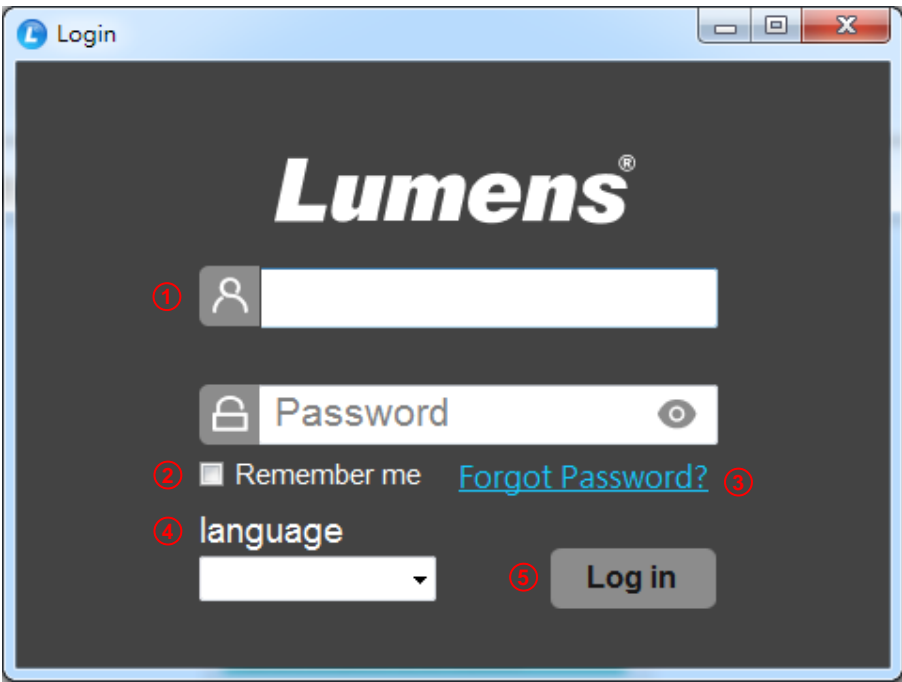 Login
Lumens®
①
Password
② Remember me Forgot Password? ③
④ language
⑤ Log in